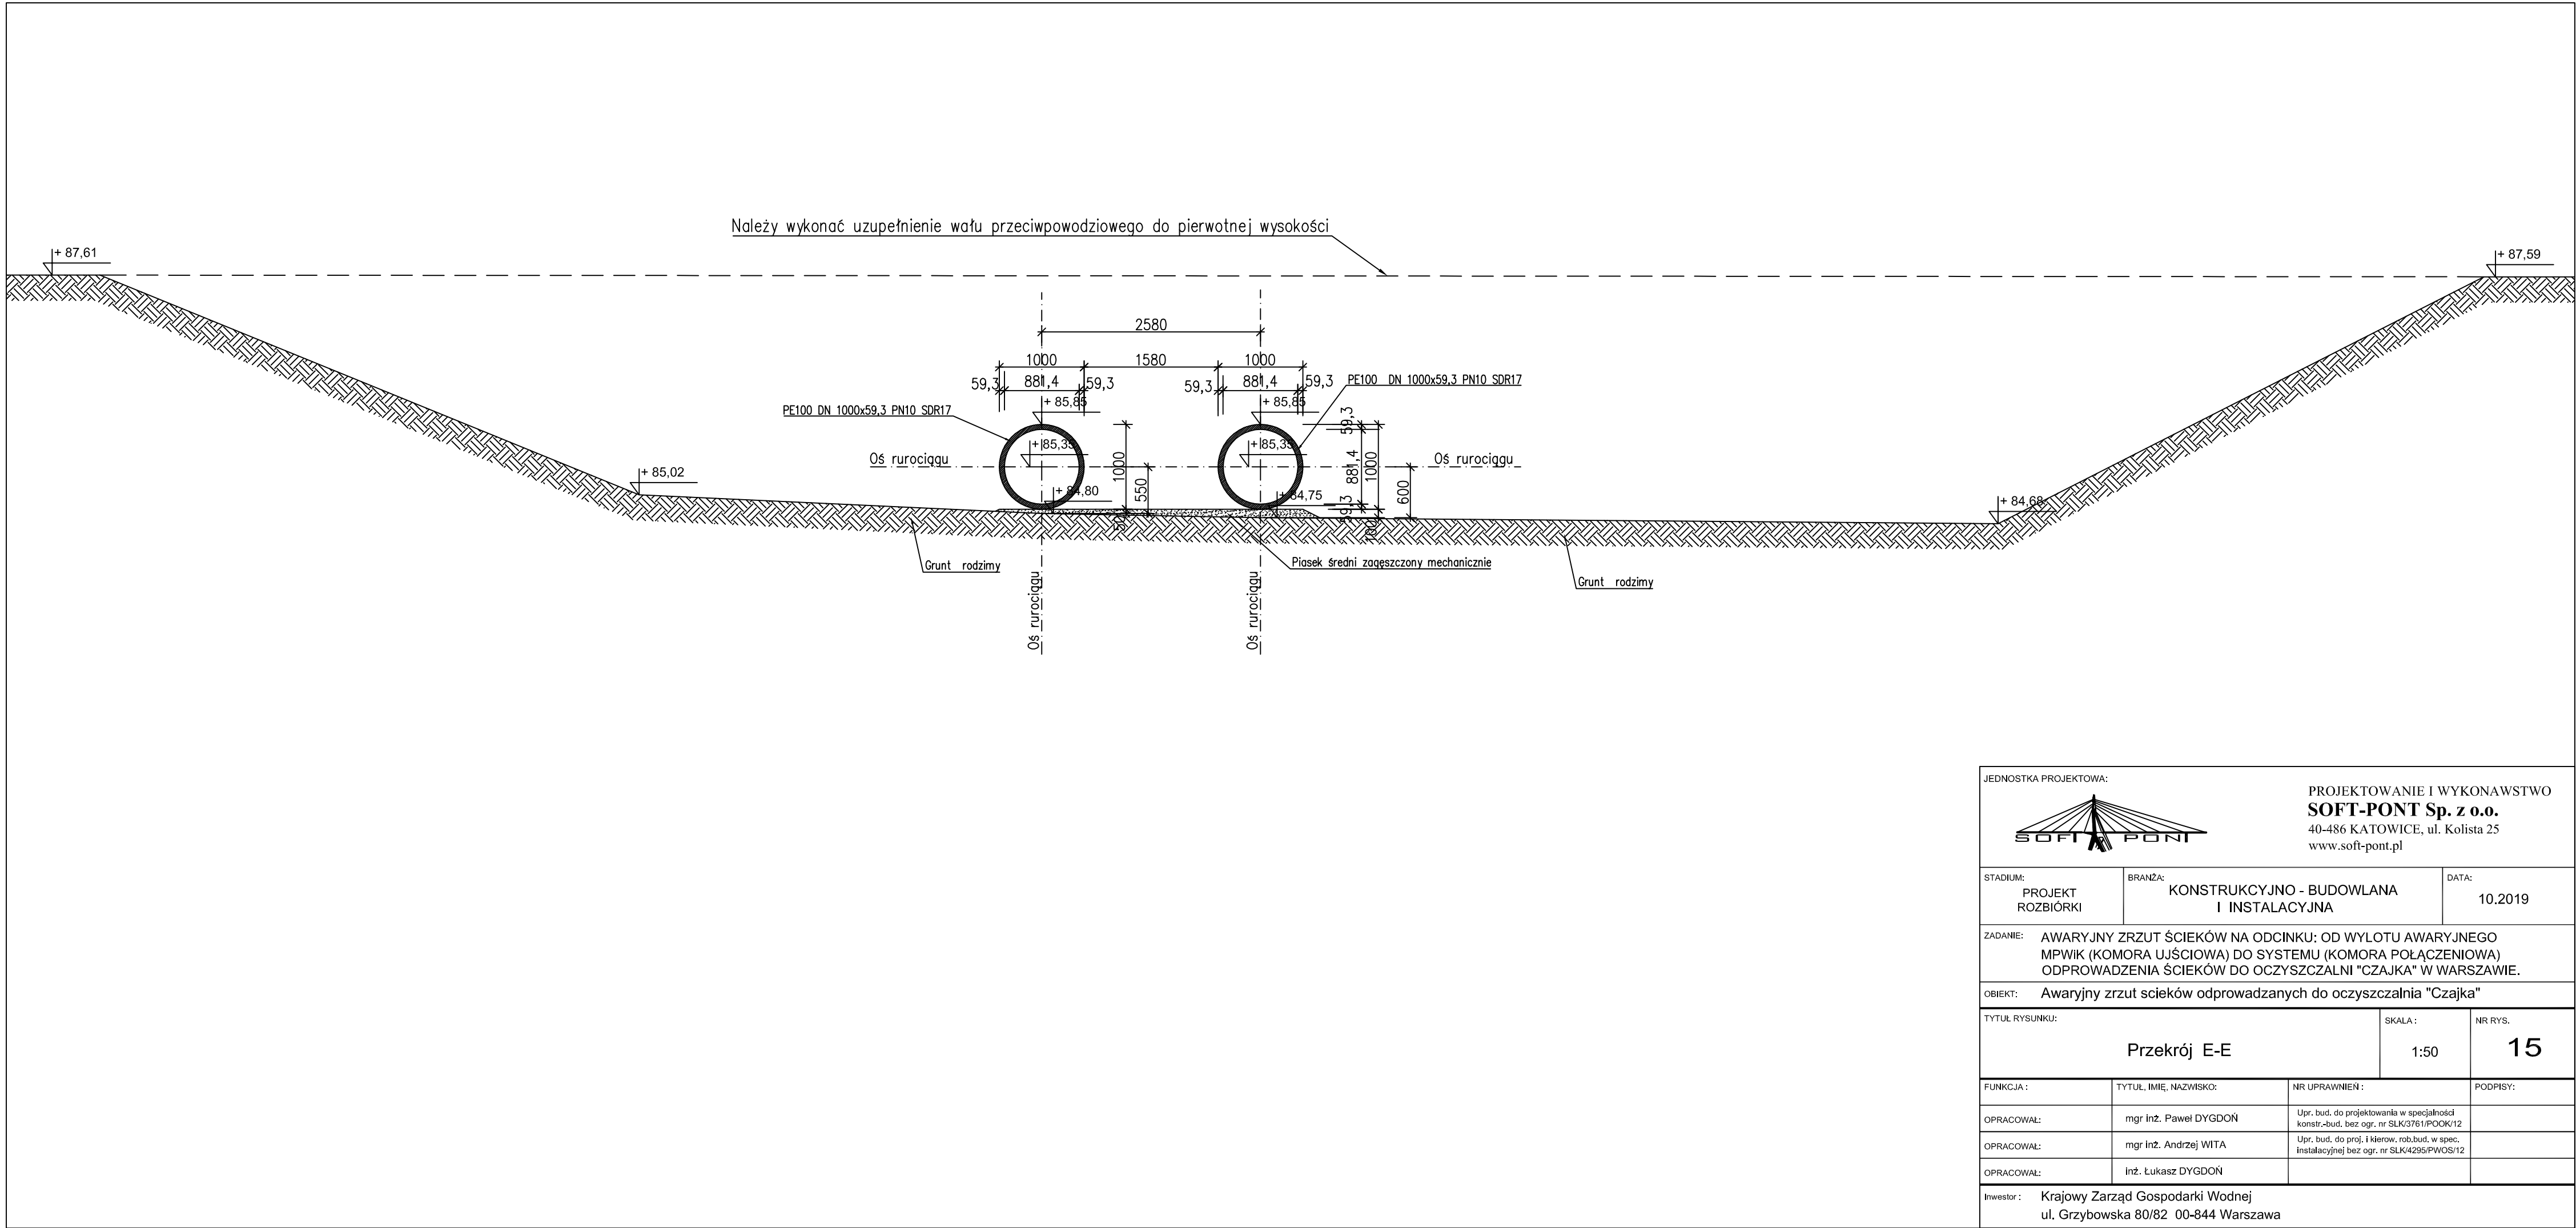 Należy wykonać uzupełnienie wału przeciwpowodziowego do pierwotnej wysokości
+ 87,61
+ 87,59
2580
1000
1580
1000
59,3
881,4
59,3
59,3
881,4
59,3
PE100 DN 1000x59,3 PN10 SDR17
PE100 DN 1000x59,3 PN10 SDR17
+ 85,85
+ 85,85
+ 85,35
+ 85,35
Oś rurociągu
Oś rurociągu
1000
550
50
59,3
881,4
59,3
1000
100
600
+ 85,02
+ 84,80
+ 84,75
+ 84,68
Grunt rodzimy
Piasek średni zagęszczony mechanicznie
Grunt rodzimy
Oś rurociągu
Oś rurociągu
JEDNOSTKA PROJEKTOWA:
SOFT PONT
PROJEKTOWANIE I WYKONAWSTWO
SOFT-PONT Sp. z o.o.
40-486 KATOWICE, ul. Kolista 25
www.soft-pont.pl
STADIUM:
PROJEKT
ROZBIÓRKI
BRANŻA:
KONSTRUKCYJNO - BUDOWLANA
I INSTALACYJNA
DATA:
10.2019
ZADANIE: AWARYJNY ZRZUT ŚCIEKÓW NA ODCINKU: OD WYLOTU AWARYJNEGO
MPWiK (KOMORA UJŚCIOWA) DO SYSTEMU (KOMORA POŁĄCZENIOWA)
ODPROWADZENIA ŚCIEKÓW DO OCZYSZCZALNI "CZAJKA" W WARSZAWIE.
OBIEKT: Awaryjny zrzut scieków odprowadzanych do oczyszczalnia "Czajka"
TYTUŁ RYSUNKU:
Przekrój E-E
SKALA :
1:50
NR RYS.
15
FUNKCJA :
TYTUŁ, IMIĘ, NAZWISKO:
NR UPRAWNIEŃ :
PODPISY:
OPRACOWAŁ:
mgr inż. Paweł DYGDOŃ
Upr. bud. do projektowania w specjalności
konstr.-bud. bez ogr. nr SLK/3761/POOK/12
OPRACOWAŁ:
mgr inż. Andrzej WITA
Upr. bud. do proj. i kierow. rob.bud. w spec.
instalacyjnej bez ogr. nr SLK/4295/PWOS/12
OPRACOWAŁ:
inż. Łukasz DYGDOŃ
Inwestor : Krajowy Zarząd Gospodarki Wodnej
ul. Grzybowska 80/82 00-844 Warszawa